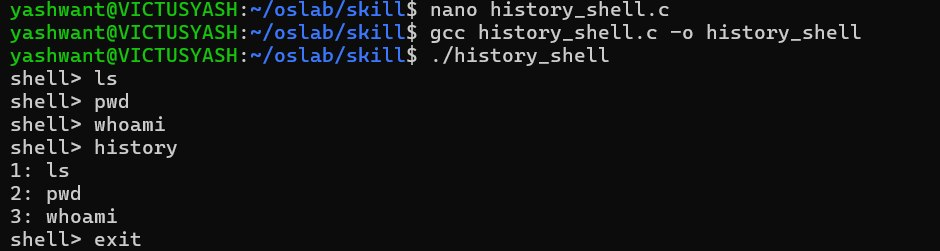 yashwant@VICTUSYASH:~/oslab/skill$ nano history_shell.c
yashwant@VICTUSYASH:~/oslab/skill$ gcc history_shell.c -o history_shell
yashwant@VICTUSYASH:~/oslab/skill$ ./history_shell
shell> ls
shell> pwd
shell> whoami
shell> history
1: ls
2: pwd
3: whoami
shell> exit